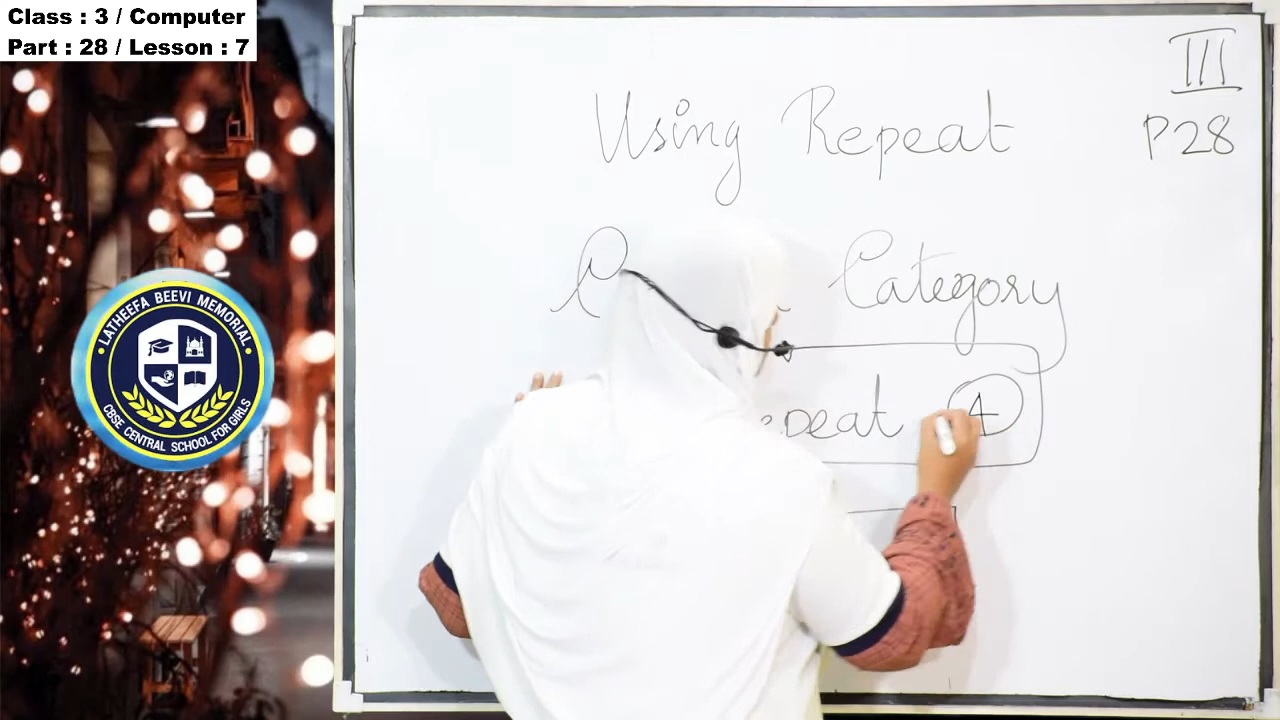 Class : 3 / Computer
Part : 28 / Lesson : 7
III
P28
Using Repeat
Category
epeat 4
LATHEEFA BEEVI MEMORIAL
CBSE CENTRAL SCHOOL FOR GIRLS